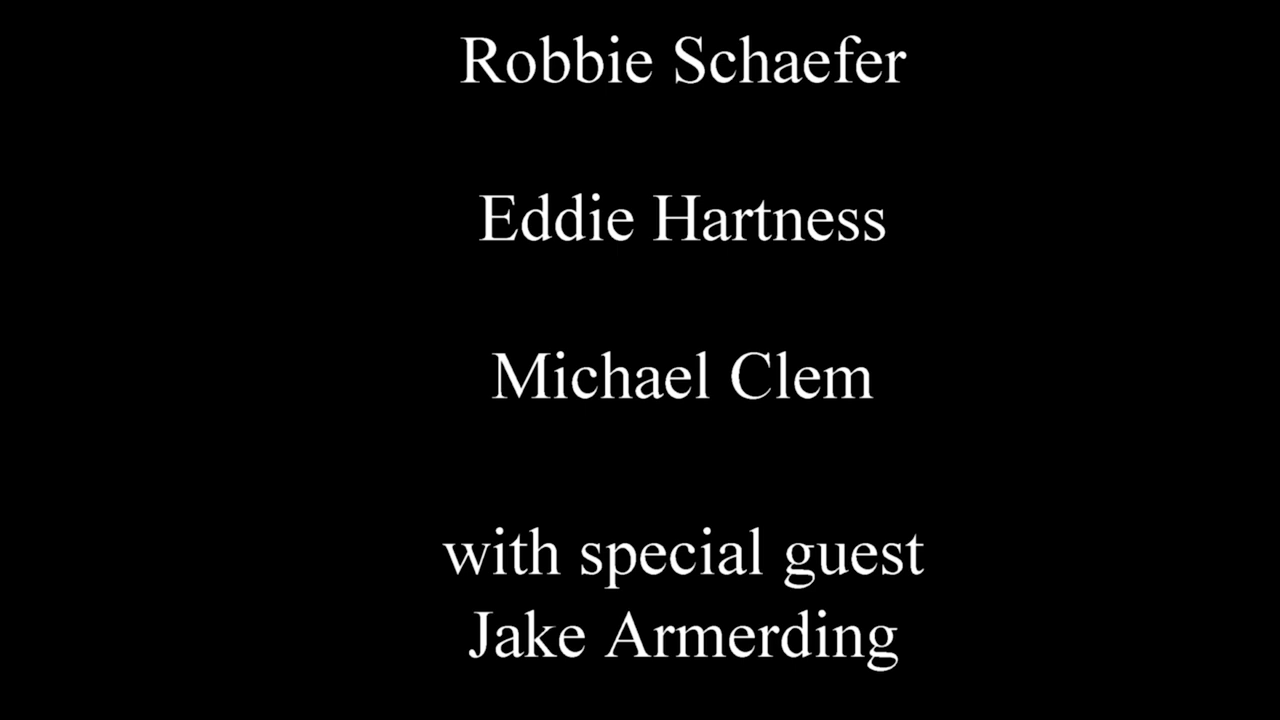 Robbie Schaefer
Eddie Hartness
Michael Clem
with special guest
Jake Armerding